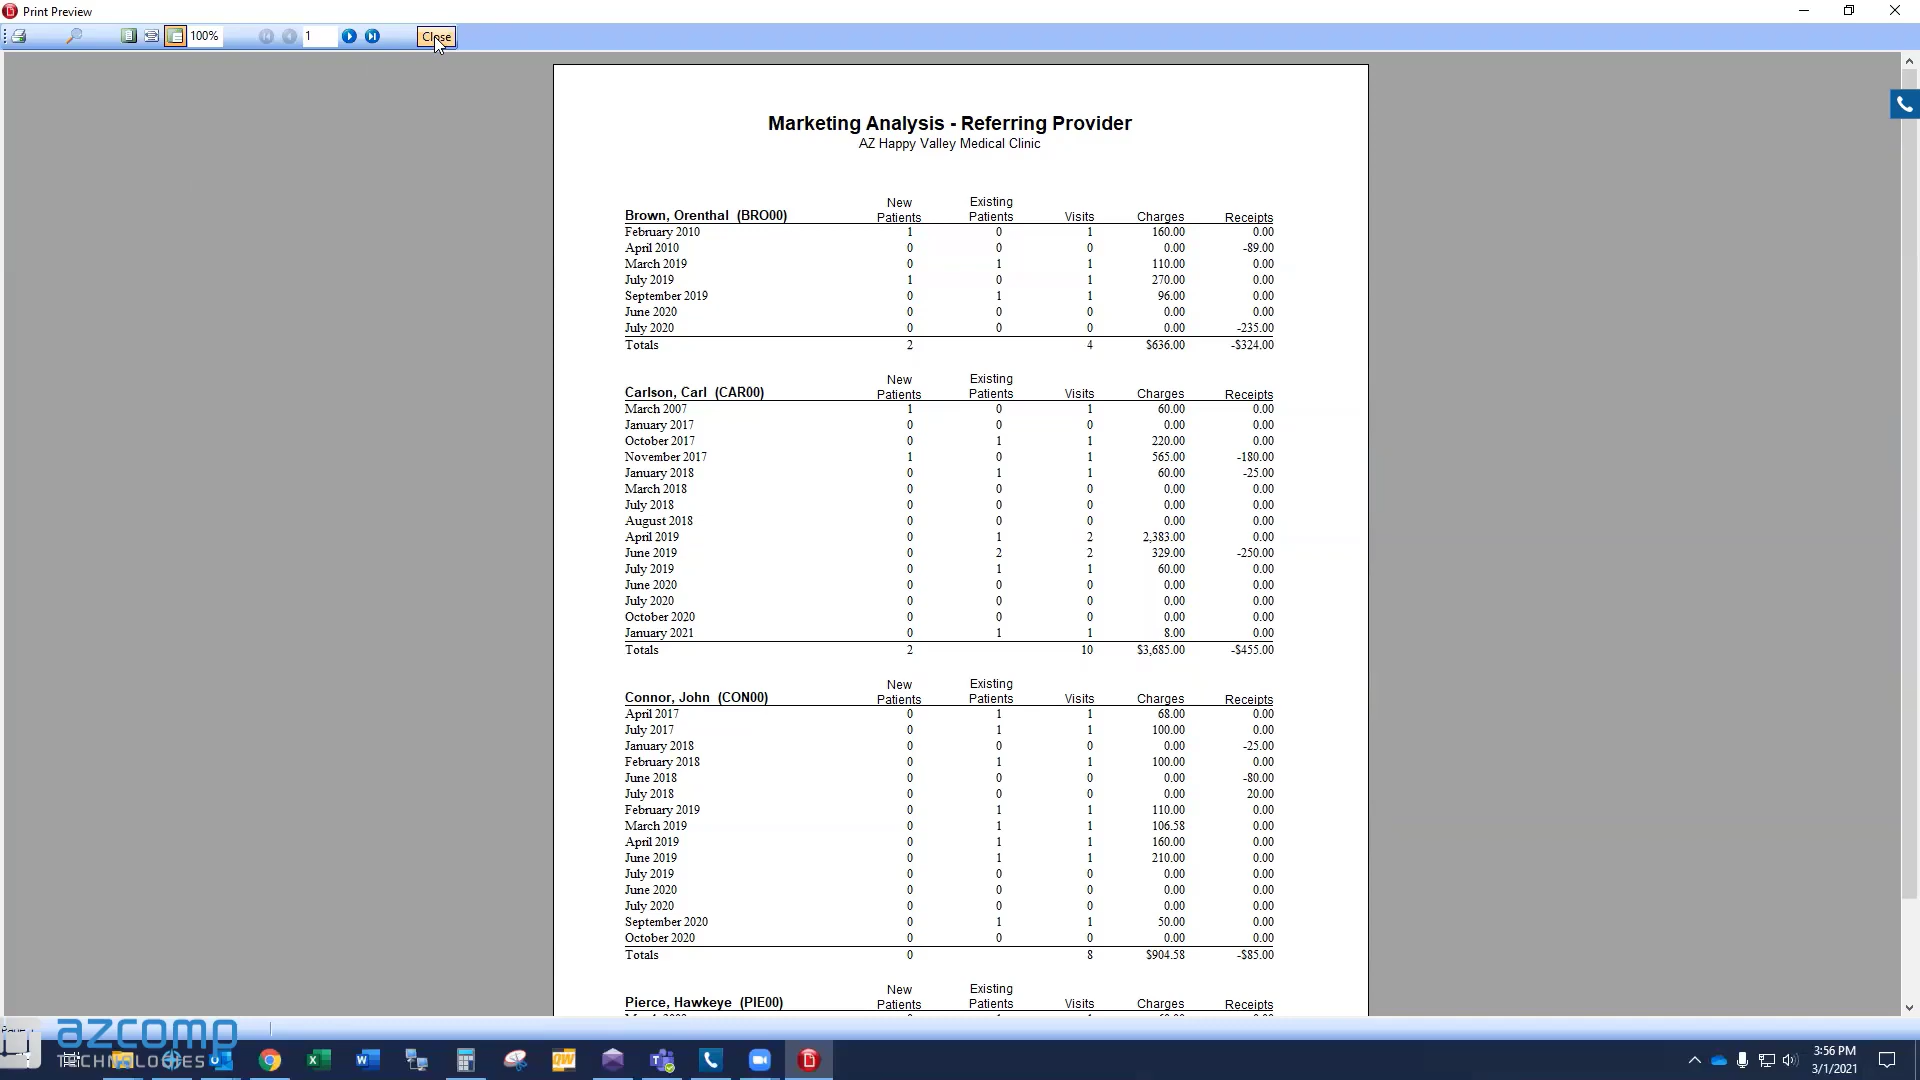 Print Preview
100% 1 Close
Marketing Analysis - Referring Provider
AZ Happy Valley Medical Clinic
New Existing
Brown, Orenthal (BRO00) Patients Patients Visits Charges Receipts
February 2010 1 0 1 160.00 0.00
April 2010 0 0 0 0.00 -89.00
March 2019 0 1 1 110.00 0.00
July 2019 1 0 1 270.00 0.00
September 2019 0 1 1 96.00 0.00
June 2020 0 0 0 0.00 0.00
July 2020 0 0 0 0.00 -235.00
Totals 2 4 $636.00 -$324.00
New Existing
Carlson, Carl (CAR00) Patients Patients Visits Charges Receipts
March 2007 1 0 1 60.00 0.00
January 2017 0 0 0 0.00 0.00
October 2017 0 1 1 220.00 0.00
November 2017 1 0 1 565.00 -180.00
January 2018 0 1 1 60.00 -25.00
March 2018 0 0 0 0.00 0.00
July 2018 0 0 0 0.00 0.00
August 2018 0 0 0 0.00 0.00
April 2019 0 1 2 2,383.00 0.00
June 2019 0 2 2 329.00 -250.00
July 2019 0 1 1 60.00 0.00
June 2020 0 0 0 0.00 0.00
July 2020 0 0 0 0.00 0.00
October 2020 0 0 0 0.00 0.00
January 2021 0 1 1 8.00 0.00
Totals 2 10 $3,685.00 -$455.00
New Existing
Connor, John (CON00) Patients Patients Visits Charges Receipts
April 2017 0 1 1 68.00 0.00
July 2017 0 1 1 100.00 0.00
January 2018 0 0 0 0.00 -25.00
February 2018 0 1 1 100.00 0.00
June 2018 0 0 0 0.00 -80.00
July 2018 0 0 0 0.00 20.00
February 2019 0 1 1 110.00 0.00
March 2019 0 1 1 106.58 0.00
April 2019 0 1 1 160.00 0.00
June 2019 0 1 1 210.00 0.00
July 2019 0 0 0 0.00 0.00
June 2020 0 0 0 0.00 0.00
July 2020 0 0 0 0.00 0.00
September 2020 0 1 1 50.00 0.00
October 2020 0 0 0 0.00 0.00
Totals 0 8 $904.58 -$85.00
New Existing
Pierce, Hawkeye (PIE00) Patients Patients Visits Charges Receipts
azcomp
TECHNOLOGIES
QW
3:56 PM
3/1/2021